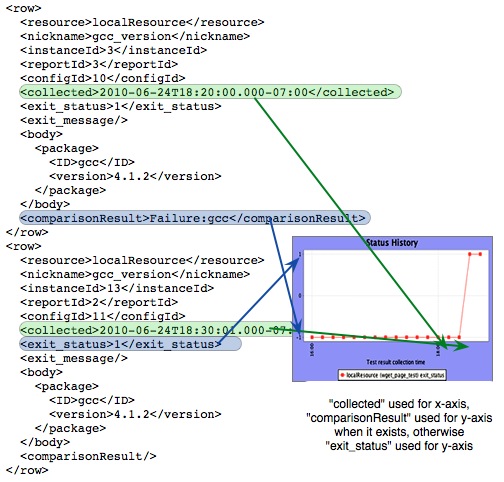 <row>
<resource>localResource</resource>
<nickname>gcc_version</nickname>
<instanceId>3</instanceId>
<reportId>3</reportId>
<configId>10</configId>
<collected>2010-06-24T18:20:00.000-07:00</collected>
<exit_status>1</exit_status>
<exit_message/>
<body>
<package>
<ID>gcc</ID>
<version>4.1.2</version>
</package>
</body>
<comparisonResult>Failure:gcc</comparisonResult>
</row>
<row>
<resource>localResource</resource>
<nickname>gcc_version</nickname>
<instanceId>13</instanceId>
<reportId>2</reportId>
<configId>11</configId>
<collected>2010-06-24T18:30:01.000-07:
<exit_status>1</exit_status>
<exit_message/>
<body>
<package>
<ID>gcc</ID>
<version>4.1.2</version>
</package>
</body>
<comparisonResult/>
</row>
Status History
1
0
-1
16:00
Test result collection time
localResource (wget_page_test) exit_status
"collected" used for x-axis,
"comparisonResult" used for y-axis
when it exists, otherwise
"exit_status" used for y-axis